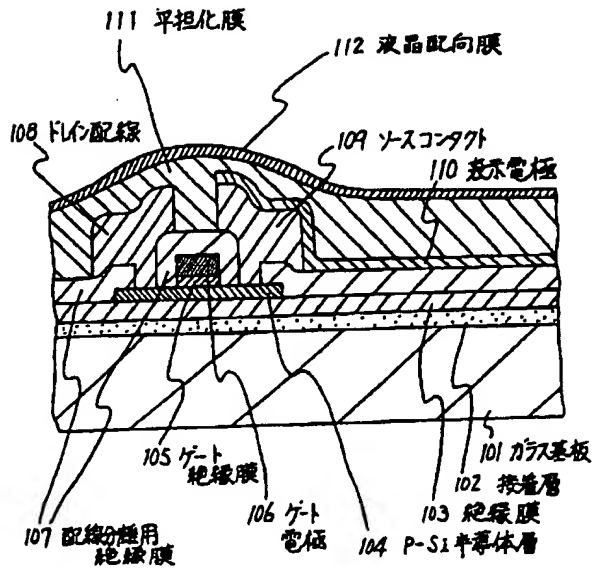 111 平担化膜
112 液晶配向膜
108 ドレイン配線
109 ソースコンタクト
110 表示電極
101 ガラス基板
102 接着層
103 絶縁膜
104 P-Si半導体層
105 ゲート
絶縁膜
106 ゲート
電極
107 配線分離用
絶縁膜